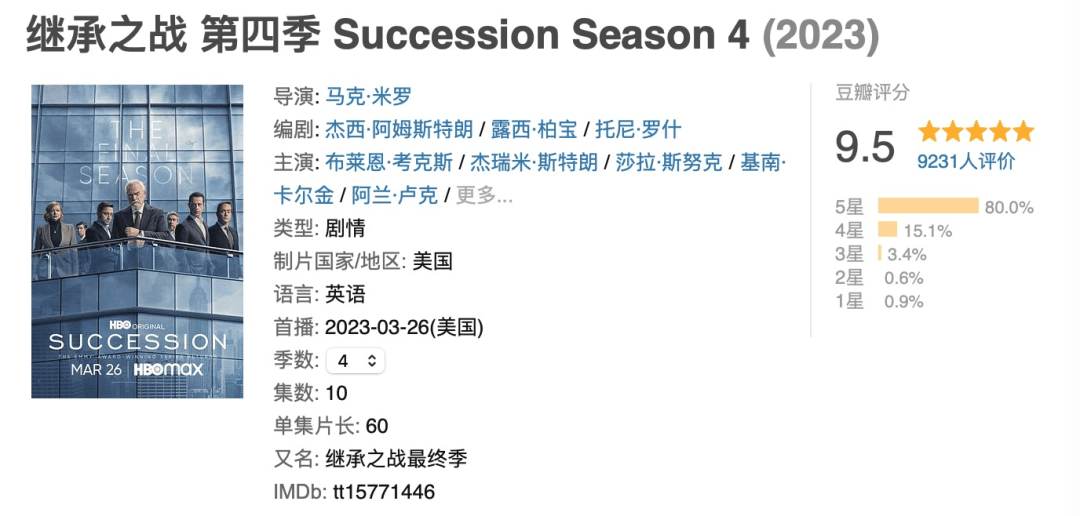 继承之战 第四季 Succession Season 4 (2023)
THE
FINAL
SEASON
HBO ORIGINAL
SUCCESSION
THE EMMY AWARD-WINNING SERIES RETURNS
MAR 26 | HBOMAX
导演: 马克·米罗
编剧: 杰西·阿姆斯特朗 / 露西·柏宝 / 托尼·罗什
主演: 布莱恩·考克斯 / 杰瑞米·斯特朗 / 莎拉·斯努克 / 基南·
卡尔金 / 阿兰·卢克 / 更多...
类型: 剧情
制片国家/地区: 美国
语言: 英语
首播: 2023-03-26(美国)
季数: 4
集数: 10
单集片长: 60
又名: 继承之战最终季
IMDb: tt15771446
豆瓣评分
9.5
9231人评价
5星 80.0%
4星 15.1%
3星 3.4%
2星 0.6%
1星 0.9%